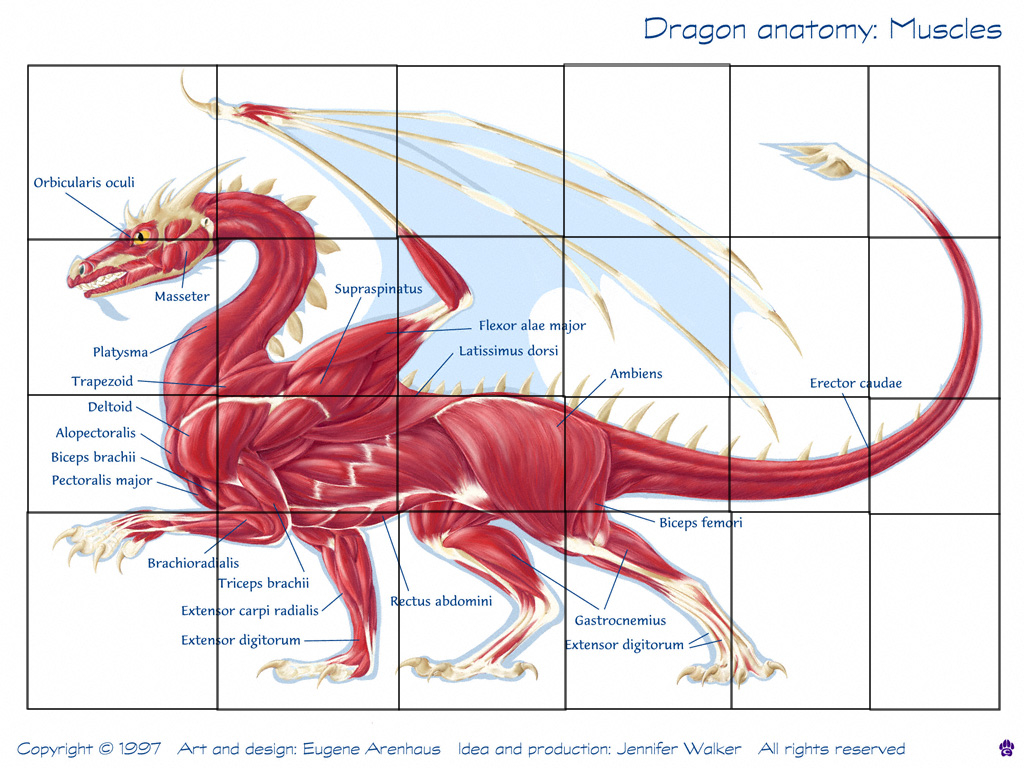 Dragon anatomy: Muscles
Orbicularis oculi
Masseter
Supraspinatus
Flexor alae major
Platysma
Latissimus dorsi
Trapezoid
Ambiens
Erector caudae
Deltoid
Alopectoralis
Biceps brachii
Pectoralis major
Biceps femori
Brachioradialis
Triceps brachii
Rectus abdomini
Extensor carpi radialis
Gastrocnemius
Extensor digitorum
Extensor digitorum
Copyright © 1997 Art and design: Eugene Arenhaus Idea and production: Jennifer Walker All rights reserved